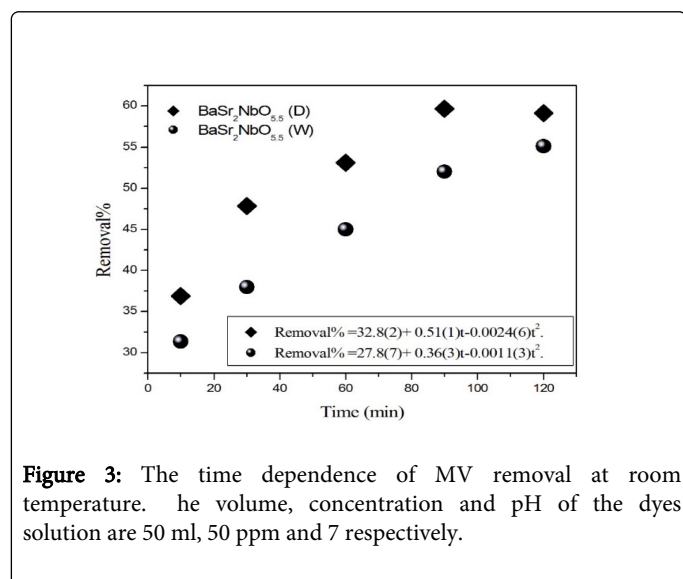 ◆ BaSr₂NbO₅.₅ (D)
BaSr₂NbO₅.₅ (W)
60
55
50
45
40
35
30
Removal%
◆ Removal% =32.8(2)+ 0.51(1)t-0.0024(6)t².
Removal% =27.8(7)+ 0.36(3)t-0.0011(3)t².
0 20 40 60 80 100 120
Time (min)
Figure 3: The time dependence of MV removal at room
temperature. he volume, concentration and pH of the dyes
solution are 50 ml, 50 ppm and 7 respectively.